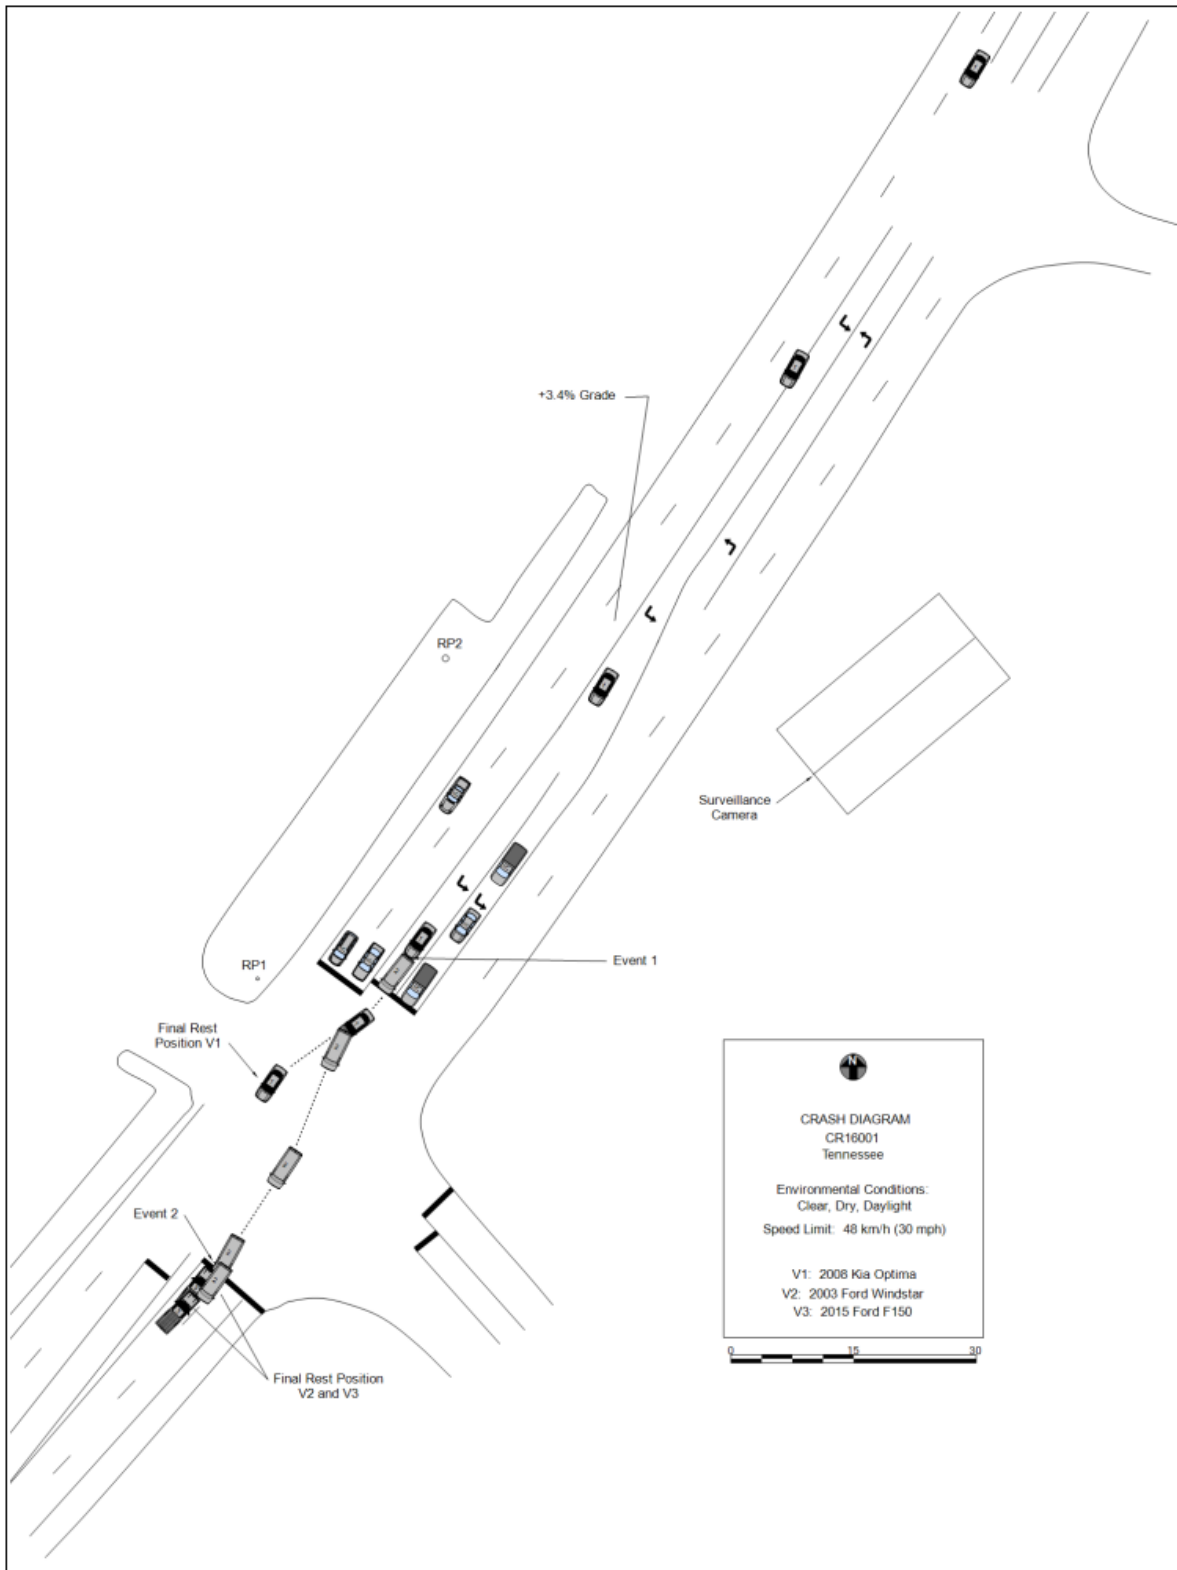 +3.4% Grade
RP2
Surveillance
Camera
Event 1
RP1
Final Rest
Position V1
N
CRASH DIAGRAM
CR16001
Tennessee
Environmental Conditions:
Clear, Dry, Daylight
Speed Limit: 48 km/h (30 mph)
V1: 2008 Kia Optima
V2: 2003 Ford Windstar
V3: 2015 Ford F150
Event 2
0 15 30
Final Rest Position
V2 and V3